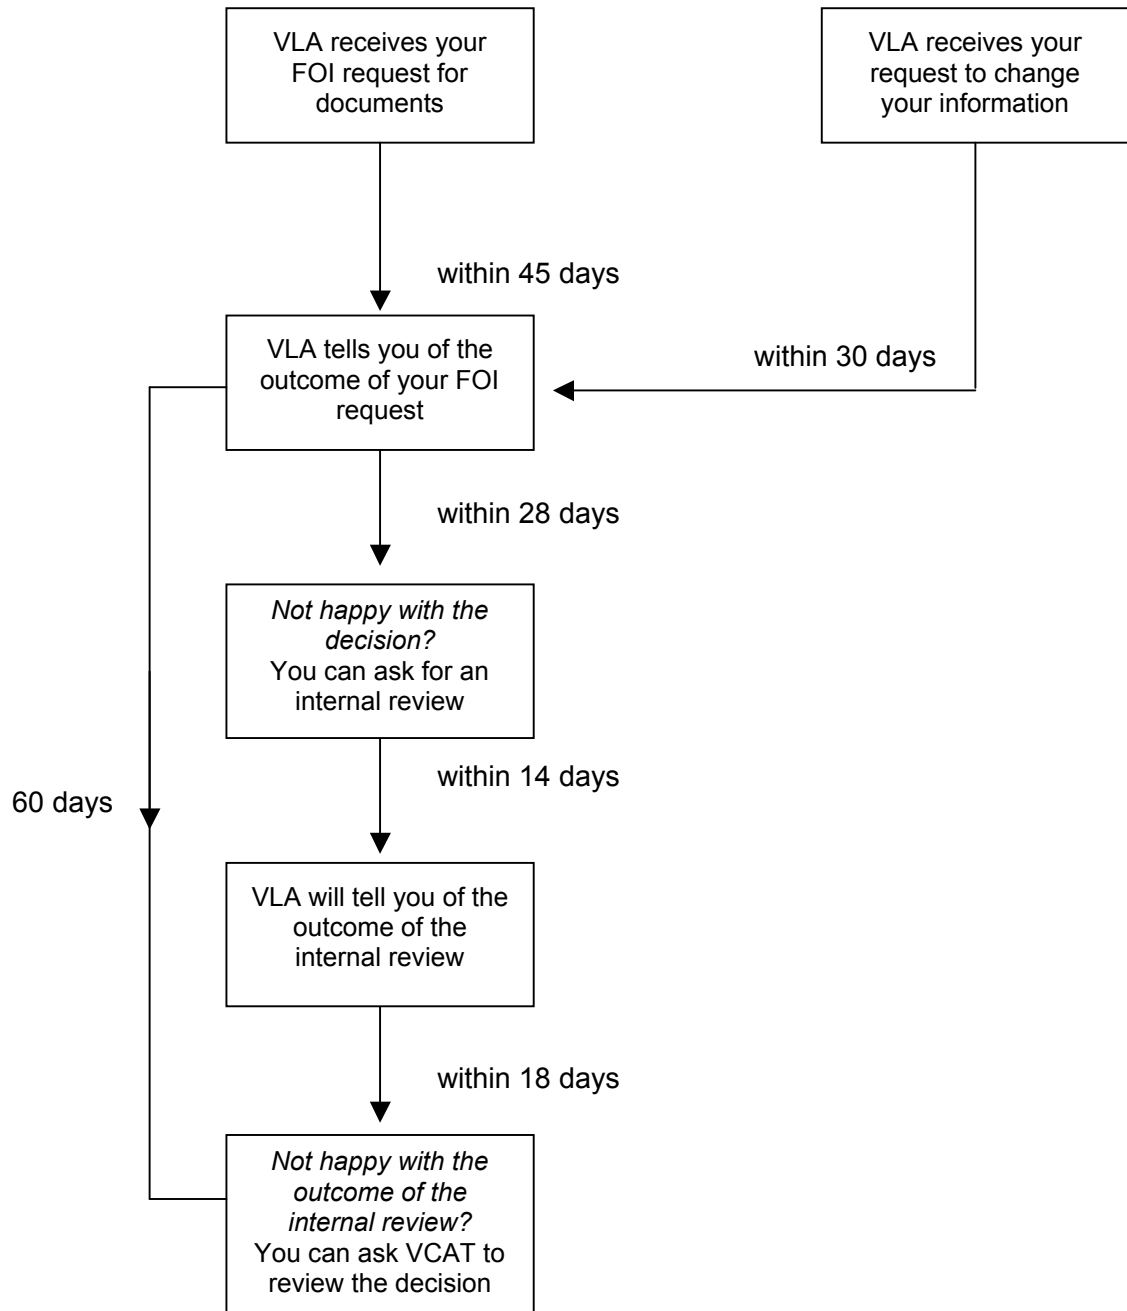 VLA receives your
FOI request for
documents
VLA receives your
request to change
your information
within 45 days
VLA tells you of the
outcome of your FOI
request
within 30 days
within 28 days
Not happy with the
decision?
You can ask for an
internal review
within 14 days
60 days
VLA will tell you of the
outcome of the
internal review
within 18 days
Not happy with the
outcome of the
internal review?
You can ask VCAT to
review the decision